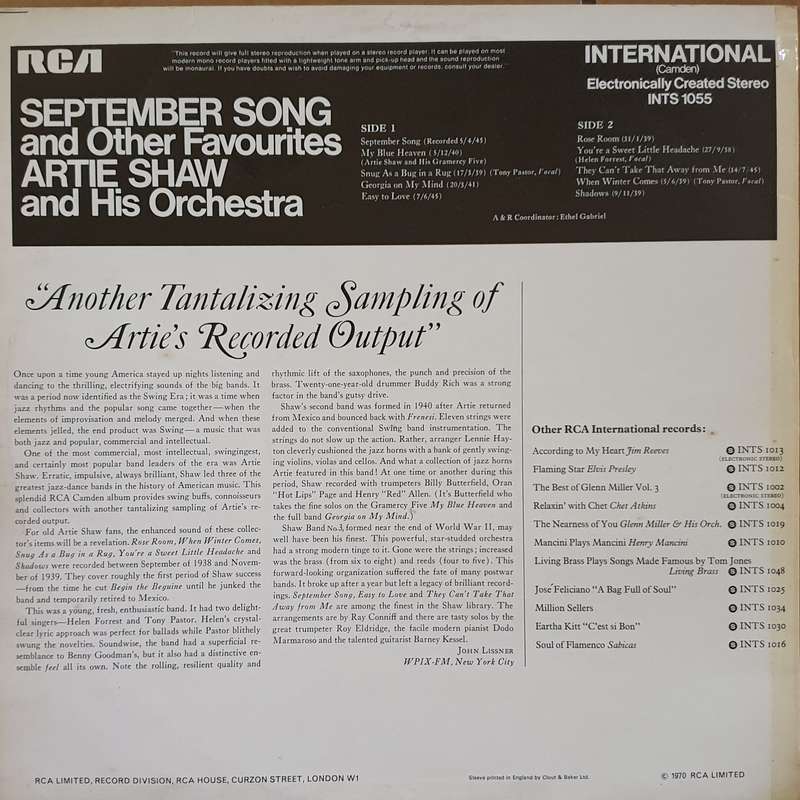 RCA
"This record will give full stereo reproduction when played on a stereo record player: it can be played on most
modern mono record players fitted with a lightweight tone arm and pick-up head and the sound reproduction
will be monaural. If you have doubts and wish to avoid damaging your equipment or records, consult your dealer."
INTERNATIONAL
(Camden)
Electronically Created Stereo
INTS 1055
SEPTEMBER SONG
and Other Favourites
ARTIE SHAW
and His Orchestra
SIDE 1
September Song (Recorded 5/4/45)
My Blue Heaven (3/12/40)
(Artie Shaw and His Gramercy Five)
Snug As a Bug in a Rug (17/3/39) (Tony Pastor, Vocal)
Georgia on My Mind (20/3/41)
Easy to Love (7/6/45)
SIDE 2
Rose Room (31/1/39)
You're a Sweet Little Headache (27/9/38)
(Helen Forrest, Vocal)
They Can't Take That Away from Me (14/7/45)
When Winter Comes (5/6/39) (Tony Pastor, Vocal)
Shadows (9/11/39)
A & R Coordinator: Ethel Gabriel
"Another Tantalizing Sampling of
Artie's Recorded Output"
Once upon a time young America stayed up nights listening and
dancing to the thrilling, electrifying sounds of the big bands. It
was a period now identified as the Swing Era; it was a time when
jazz rhythms and the popular song came together—when the
elements of improvisation and melody merged. And when these
elements jelled, the end product was Swing—a music that was
both jazz and popular, commercial and intellectual.
One of the most commercial, most intellectual, swingingest,
and certainly most popular band leaders of the era was Artie
Shaw. Erratic, impulsive, always brilliant, Shaw led three of the
greatest jazz-dance bands in the history of American music. This
splendid RCA Camden album provides swing buffs, connoisseurs
and collectors with another tantalizing sampling of Artie's re-
corded output.
For old Artie Shaw fans, the enhanced sound of these collec-
tor's items will be a revelation. Rose Room, When Winter Comes,
Snug As a Bug in a Rug, You're a Sweet Little Headache and
Shadows were recorded between September of 1938 and Novem-
ber of 1939. They cover roughly the first period of Shaw success
—from the time he cut Begin the Beguine until he junked the
band and temporarily retired to Mexico.
This was a young, fresh, enthusiastic band. It had two delight-
ful singers—Helen Forrest and Tony Pastor. Helen's crystal-
clear lyric approach was perfect for ballads while Pastor blithely
swung the novelties. Soundwise, the band had a superficial re-
semblance to Benny Goodman's, but it also had a distinctive en-
semble feel all its own. Note the rolling, resilient quality and
rhythmic lift of the saxophones, the punch and precision of the
brass. Twenty-one-year-old drummer Buddy Rich was a strong
factor in the band's gutsy drive.
Shaw's second band was formed in 1940 after Artie returned
from Mexico and bounced back with Frenesi. Eleven strings were
added to the conventional Swing band instrumentation. The
strings do not slow up the action. Rather, arranger Lennie Hay-
ton cleverly cushioned the jazz horns with a bank of gently swing-
ing violins, violas and cellos. And what a collection of jazz horns
Artie featured in this band! At one time or another during this
period, Shaw recorded with trumpeters Billy Butterfield, Oran
"Hot Lips" Page and Henry "Red" Allen. (It's Butterfield who
takes the fine solos on the Gramercy Five My Blue Heaven and
the full band Georgia on My Mind.)
Shaw Band No3, formed near the end of World War II, may
well have been his finest. This powerful, star-studded orchestra
had a strong modern tinge to it. Gone were the strings; increased
was the brass (from six to eight) and reeds (four to five). This
forward-looking organization suffered the fate of many postwar
bands. It broke up after a year but left a legacy of brilliant record-
ings. September Song, Easy to Love and They Can't Take That
Away from Me are among the finest in the Shaw library. The
arrangements are by Ray Conniff and there are tasty solos by the
great trumpeter Roy Eldridge, the facile modern pianist Dodo
Marmaroso and the talented guitarist Barney Kessel.
JOHN LISSNER
WPIX-FM, New York City
Other RCA International records:
According to My Heart Jim Reeves INTS 1013
(ELECTRONIC STEREO)
Flaming Star Elvis Presley INTS 1012
The Best of Glenn Miller Vol. 3 INTS 1002
(ELECTRONIC STEREO)
Relaxin' with Chet Chet Atkins INTS 1004
The Nearness of You Glenn Miller & His Orch. INTS 1019
Mancini Plays Mancini Henry Mancini INTS 1010
Living Brass Plays Songs Made Famous by Tom Jones
Living Brass INTS 1048
José Feliciano "A Bag Full of Soul" INTS 1025
Million Sellers INTS 1034
Eartha Kitt "C'est si Bon" INTS 1030
Soul of Flamenco Sabicas INTS 1016
RCA LIMITED, RECORD DIVISION, RCA HOUSE, CURZON STREET, LONDON W1
Sleeve printed in England by Clout & Baker Ltd.
© 1970 RCA LIMITED